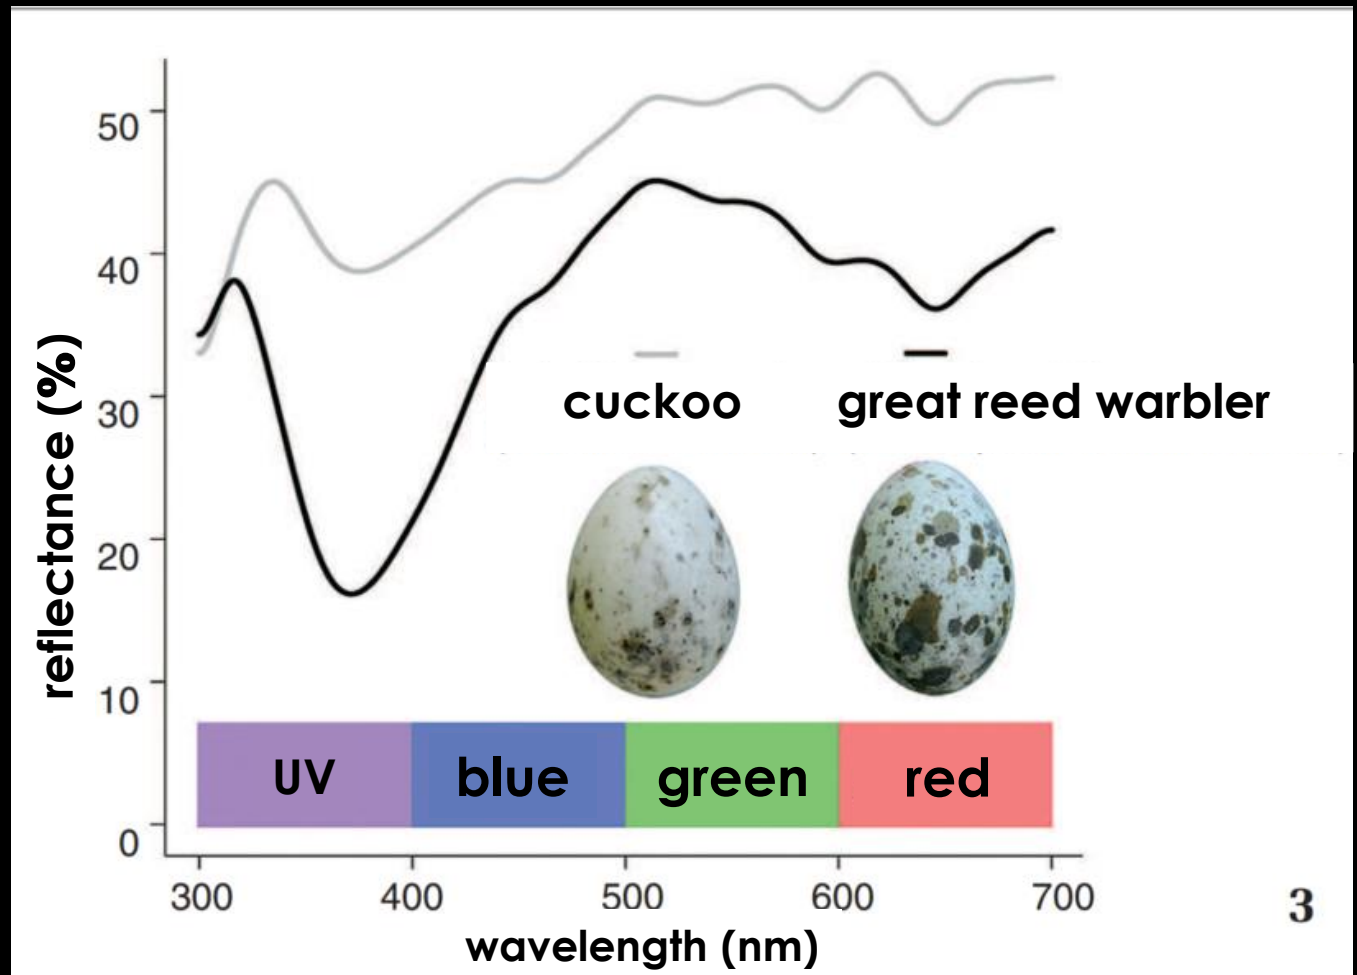 50
40
30
20
10
0
reflectance (%)
cuckoo
great reed warbler
UV
blue
green
red
300
400
500
600
700
wavelength (nm)
3